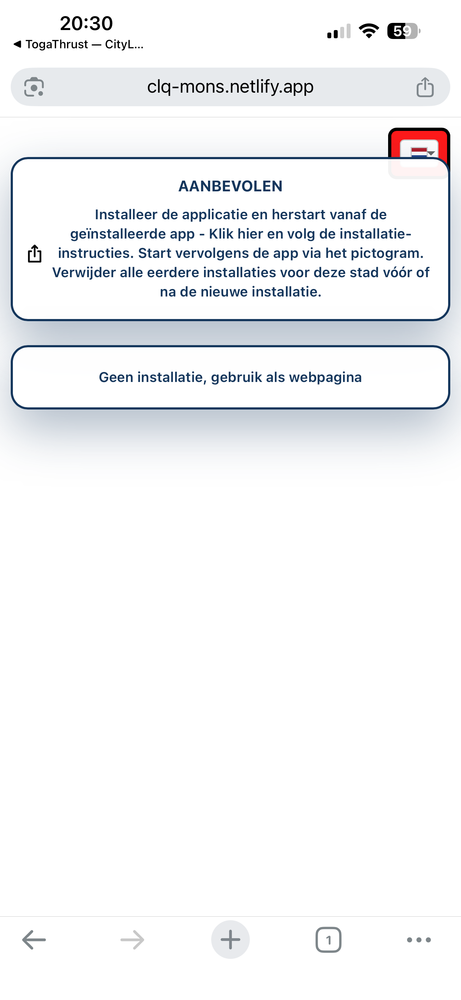 20:30
59
TogaThrust — CityL...
clq-mons.netlify.app
AANBEVOLEN
Installeer de applicatie en herstart vanaf de
geïnstalleerde app - Klik hier en volg de installatie-
instructies. Start vervolgens de app via het pictogram.
Verwijder alle eerdere installaties voor deze stad vóór of
na de nieuwe installatie.
Geen installatie, gebruik als webpagina
1